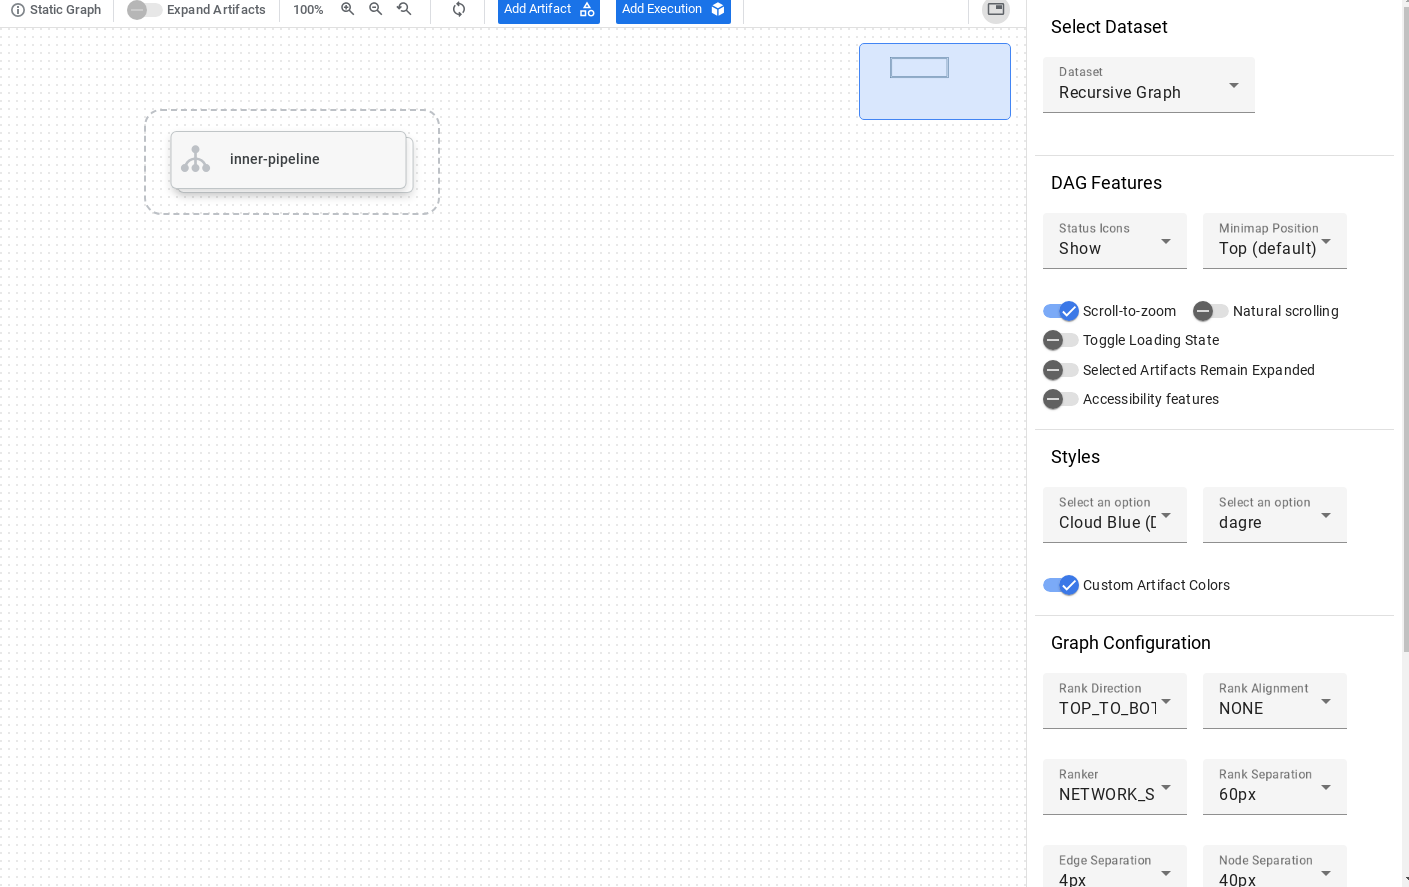 Static Graph
Expand Artifacts
100%
Add Artifact
Add Execution
inner-pipeline
Select Dataset
Dataset
Recursive Graph
DAG Features
Status Icons
Show
Minimap Position
Top (default)
Scroll-to-zoom
Natural scrolling
Toggle Loading State
Selected Artifacts Remain Expanded
Accessibility features
Styles
Select an option
Cloud Blue (D
Select an option
dagre
Custom Artifact Colors
Graph Configuration
Rank Direction
TOP_TO_BOT
Rank Alignment
NONE
Ranker
NETWORK_S
Rank Separation
60px
Edge Separation
4px
Node Separation
40px